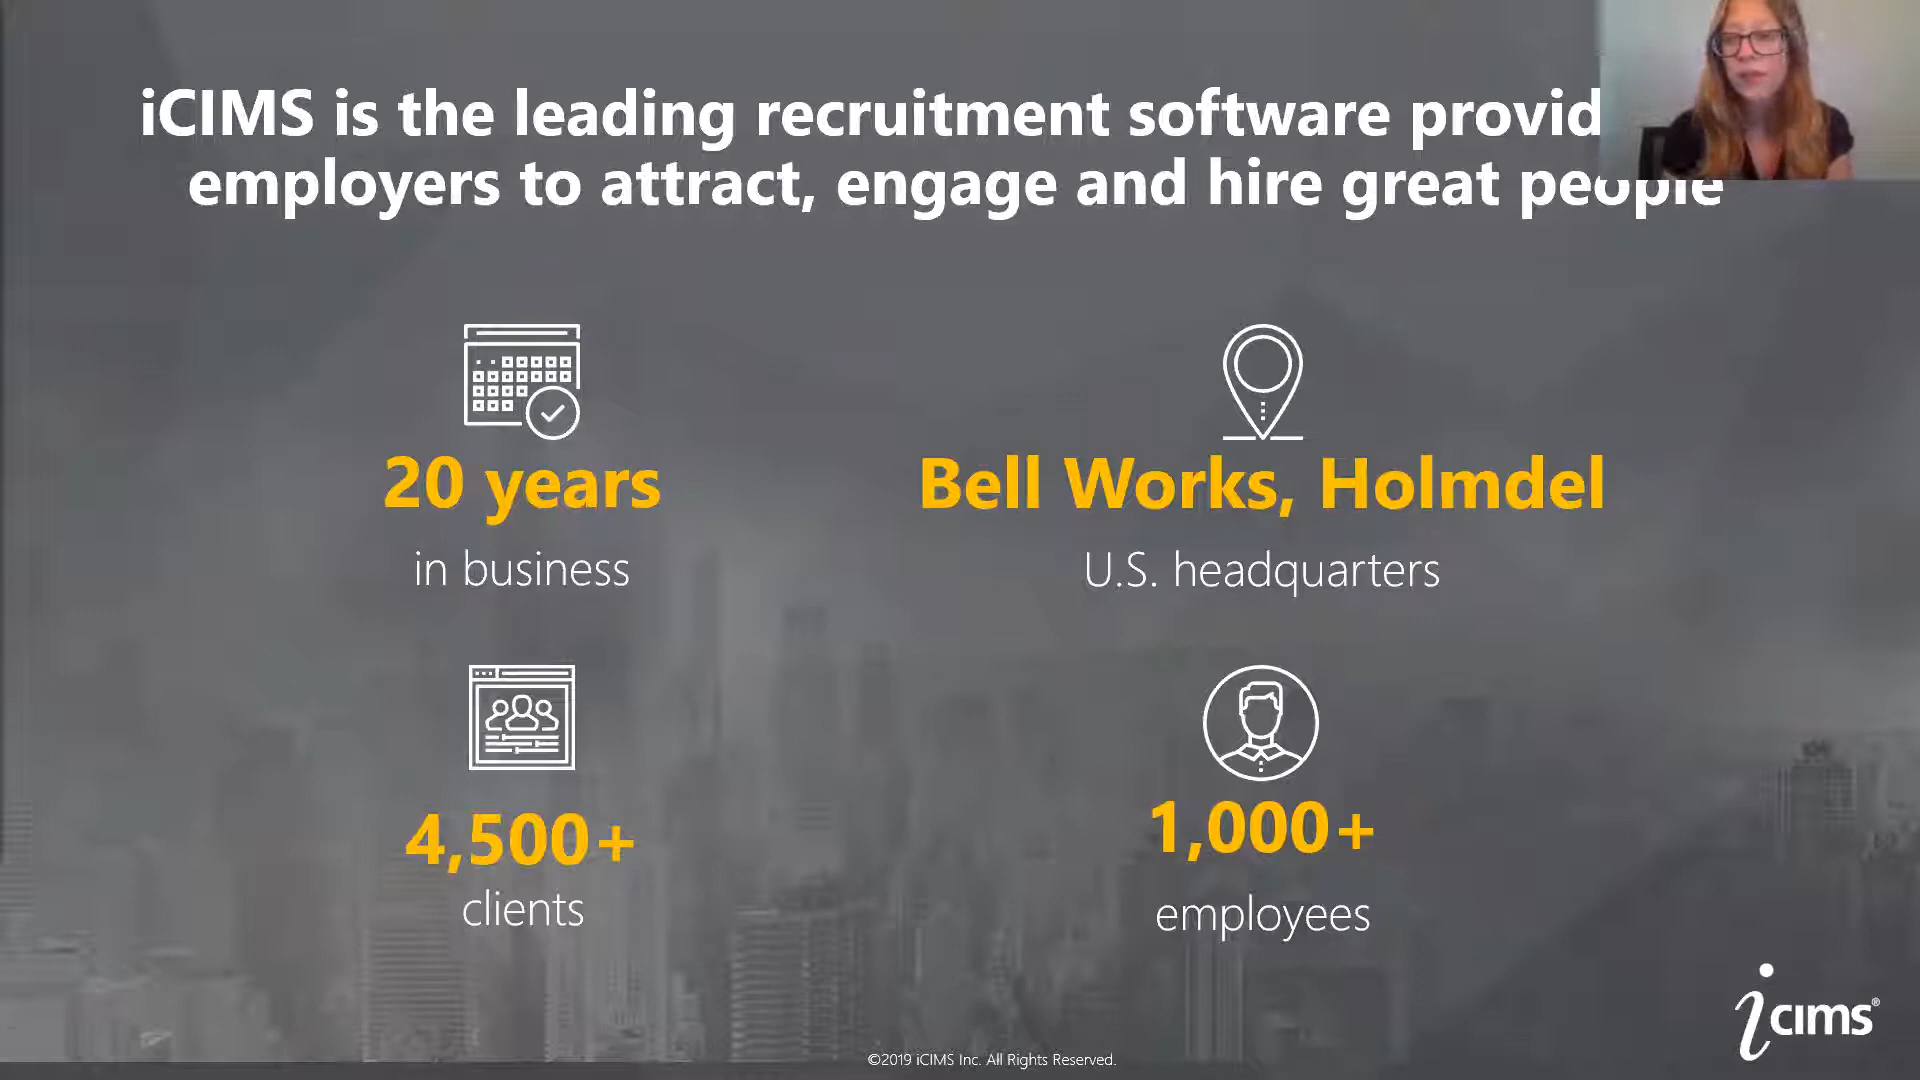 iCIMS is the leading recruitment software provid
employers to attract, engage and hire great people
20 years
in business
Bell Works, Holmdel
U.S. headquarters
4,500+
clients
1,000+
employees
icims®
©2019 iCIMS Inc. All Rights Reserved.